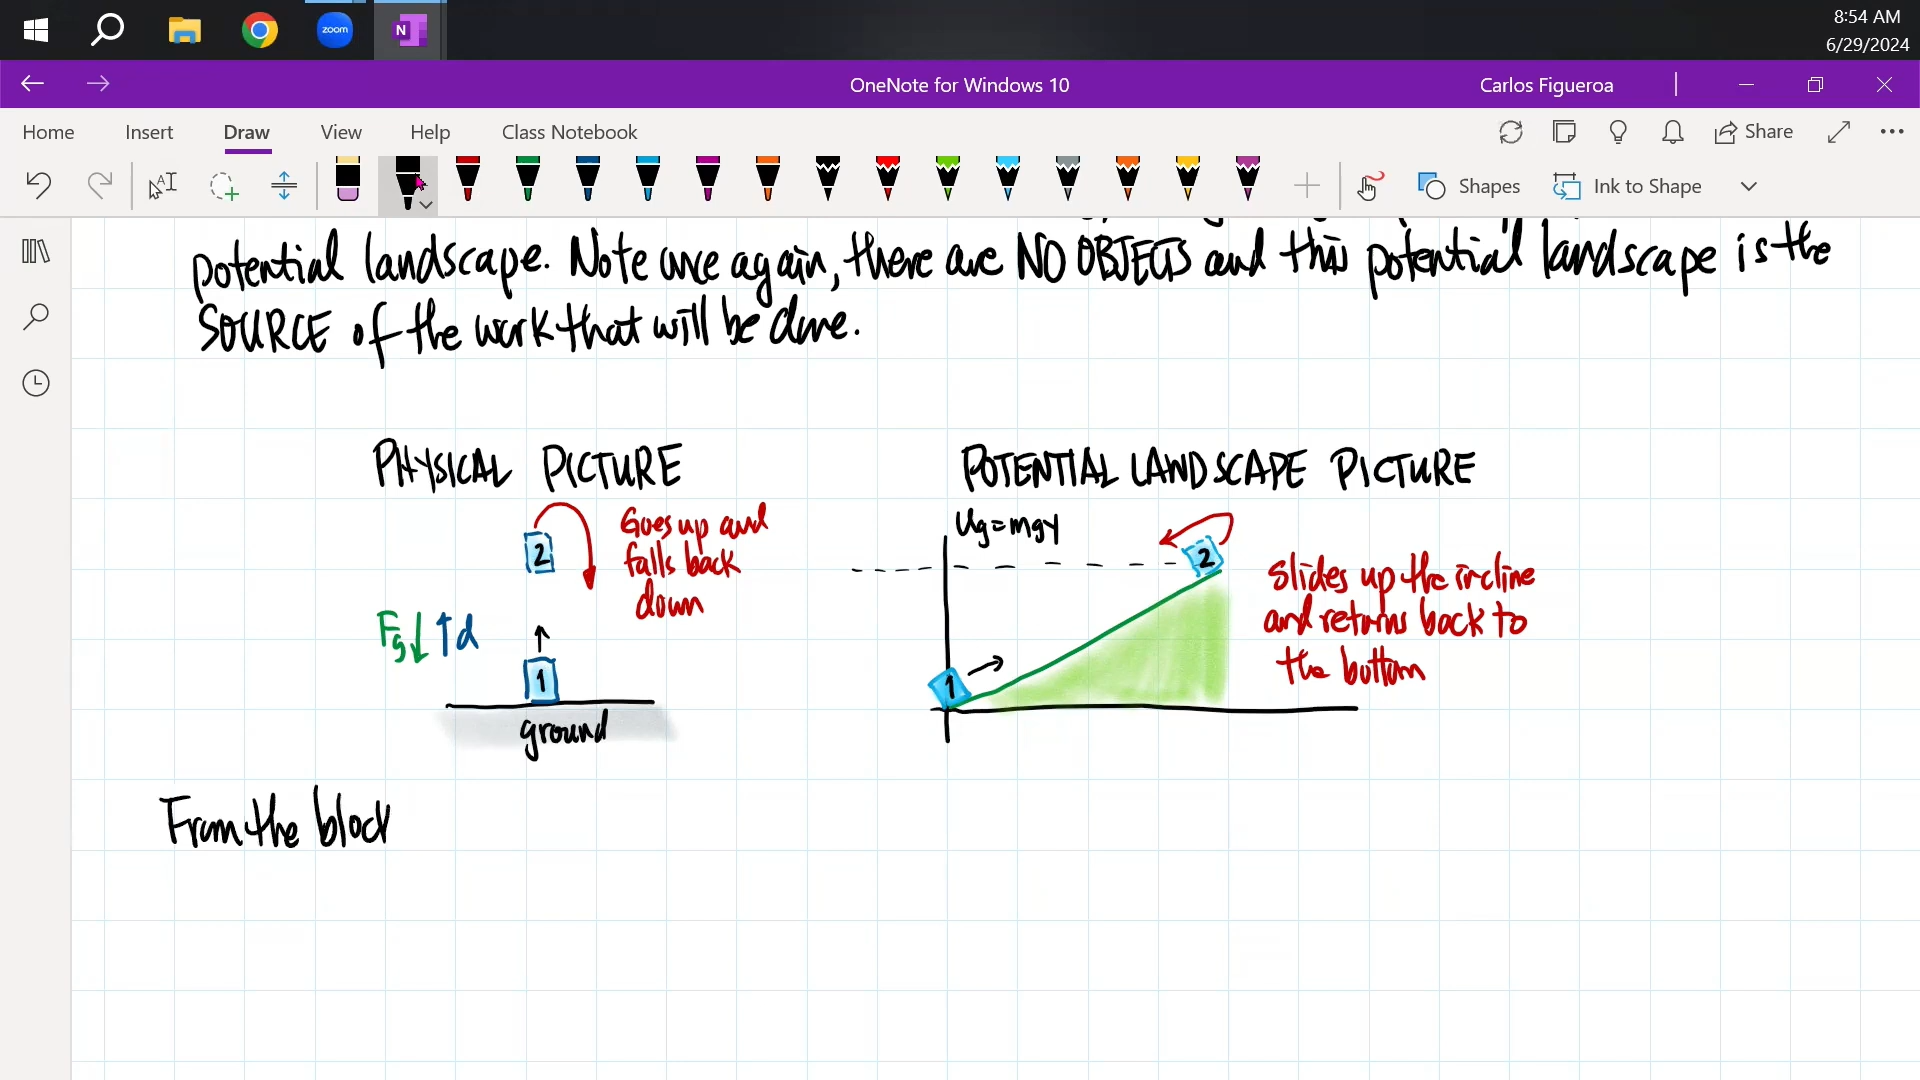 8:54 AM
6/29/2024
zoom
N
OneNote for Windows 10
Carlos Figueroa
Home Insert Draw View Help Class Notebook
Share
Shapes
Ink to Shape
potential landscape. Note once again, there are NO OBJECTS and this potential landscape is the
SOURCE of the work that will be done.
PHYSICAL PICTURE
POTENTIAL LANDSCAPE PICTURE
2
Goes up and
falls back
down
Fg↓ ↑d
1
ground
Ug=mgy
2
1
Slides up the incline
and returns back to
the bottom
From the block